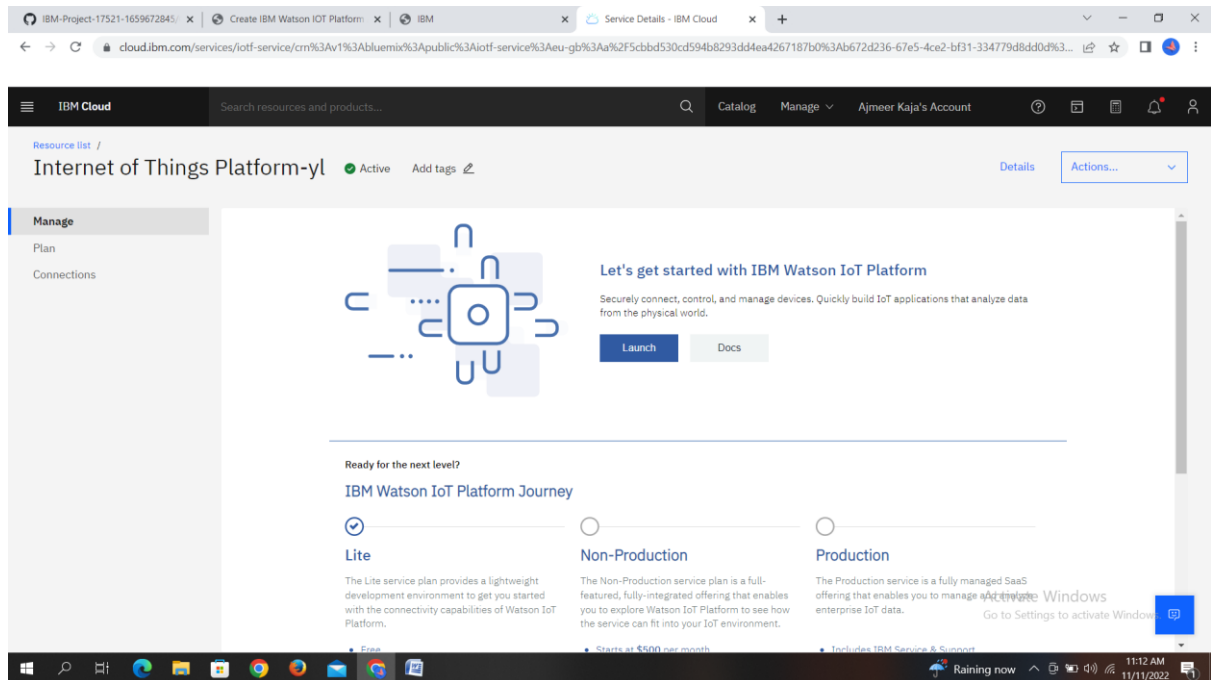 IBM-Project-17521-1659672845/
Create IBM Watson IOT Platform
IBM
Service Details - IBM Cloud
cloud.ibm.com/services/iotf-service/crn%3Av1%3Abluemix%3Apublic%3Aiotf-service%3Aeu-gb%3Aa%2F5cbbd530cd594b8293dd4ea4267187b0%3Ab672d236-67e5-4ce2-bf31-334779d8dd0d%3...
IBM Cloud
Search resources and products...
Catalog
Manage
Ajmeer Kaja's Account
Resource list /
Internet of Things Platform-yl
Active
Add tags
Details
Actions...
Manage
Plan
Connections
Let's get started with IBM Watson IoT Platform
Securely connect, control, and manage devices. Quickly build IoT applications that analyze data
from the physical world.
Launch
Docs
Ready for the next level?
IBM Watson IoT Platform Journey
Lite
The Lite service plan provides a lightweight
development environment to get you started
with the connectivity capabilities of Watson IoT
Platform.
Free
Non-Production
The Non-Production service plan is a full-
featured, fully-integrated offering that enables
you to explore Watson IoT Platform to see how
the service can fit into your IoT environment.
Starts at $500 per month
Production
The Production service is a fully managed SaaS
offering that enables you to manage and analyze
enterprise IoT data.
Includes IBM Service & Support
Activate Windows
Go to Settings to activate Windows.
Raining now
11:12 AM
11/11/2022